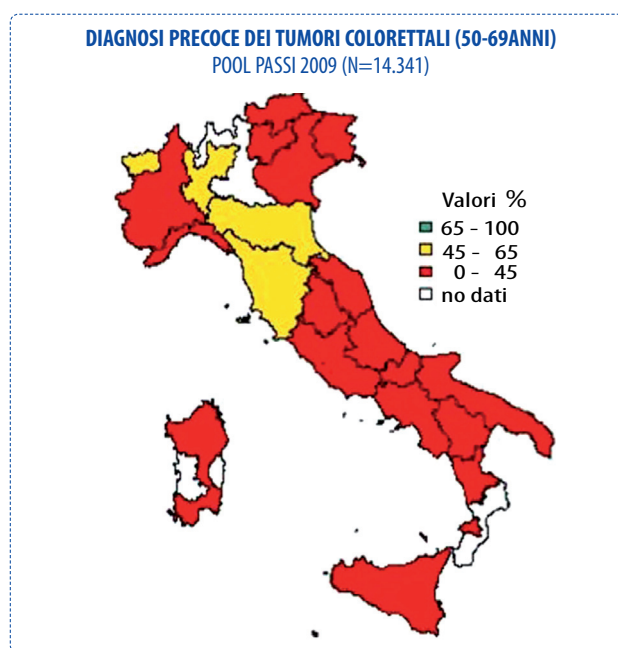 DIAGNOSI PRECOCE DEI TUMORI COLORETTALI (50-69ANNI)
POOL PASSI 2009 (N=14.341)
Valori %
65 - 100
45 - 65
0 - 45
no dati